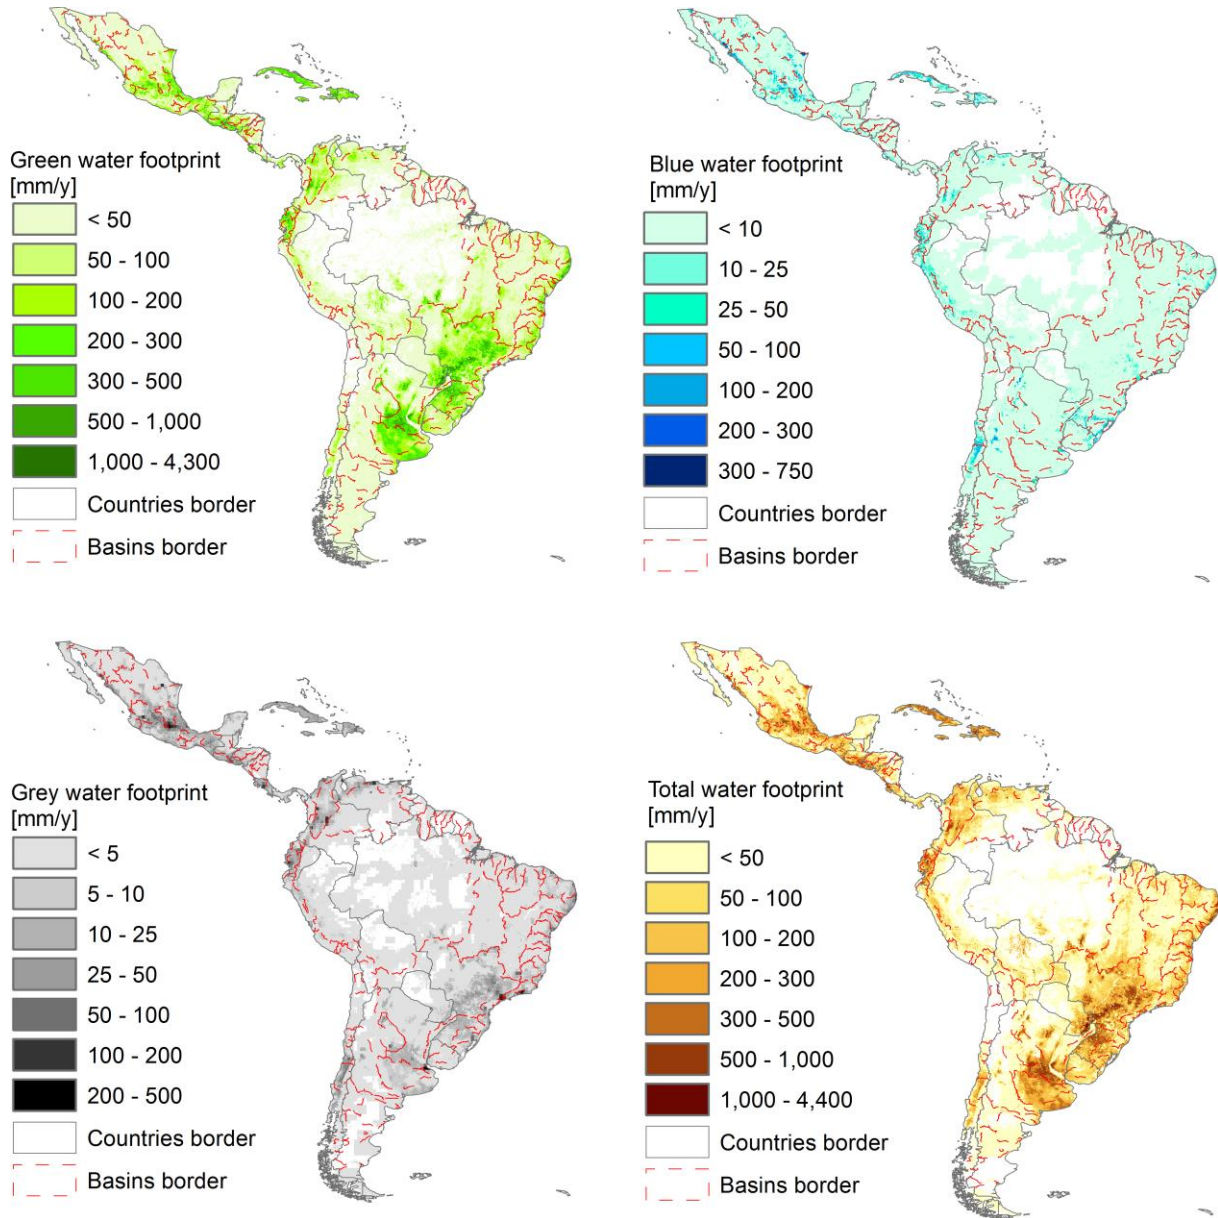 Green water footprint
[mm/y]
< 50
50 - 100
100 - 200
200 - 300
300 - 500
500 - 1,000
1,000 - 4,300
Countries border
Basins border
Blue water footprint
[mm/y]
< 10
10 - 25
25 - 50
50 - 100
100 - 200
200 - 300
300 - 750
Countries border
Basins border
Grey water footprint
[mm/y]
< 5
5 - 10
10 - 25
25 - 50
50 - 100
100 - 200
200 - 500
Countries border
Basins border
Total water footprint
[mm/y]
< 50
50 - 100
100 - 200
200 - 300
300 - 500
500 - 1,000
1,000 - 4,400
Countries border
Basins border